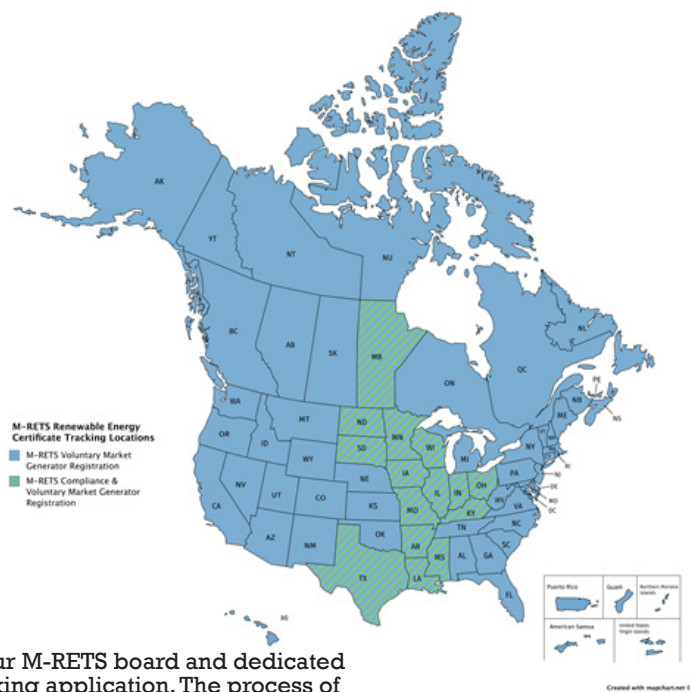 AK
YT
NT
NU
BC
AB
SK
MB
ON
QC
NL
PE
NB
NS
ME
WA
MT
ND
MN
OR
ID
SD
WI
MI
NY
WY
IA
NE
PA
NV
UT
CO
IL
IN
OH
RI
NJ
DE
MD
DC
CA
KS
MO
KY
WV
VA
AZ
NM
OK
AR
TN
NC
SC
TX
LA
MS
AL
GA
FL
HI
M-RETS Renewable Energy
Certificate Tracking Locations
M-RETS Voluntary Market
Generator Registration
M-RETS Compliance &
Voluntary Market Generator
Registration
Puerto Rico
Guam
Northern Mariana
Islands
American Samoa
United States
Virgin Islands
ur M-RETS board and dedicated
king application. The process of
Created with mapchart.net